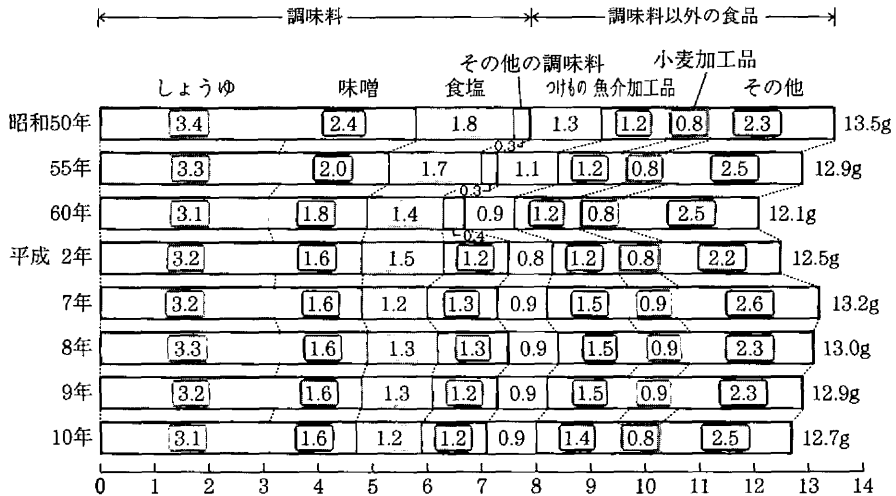 調味料 調味料以外の食品
その他の調味料 小麦加工品
しょうゆ 味噌 食塩 つけもの 魚介加工品 その他
昭和50年 3.4 2.4 1.8 1.3 1.2 0.8 2.3 13.5g
0.3
55年 3.3 2.0 1.7 1.1 1.2 0.8 2.5 12.9g
0.3
60年 3.1 1.8 1.4 0.9 1.2 0.8 2.5 12.1g
0.4
平成 2年 3.2 1.6 1.5 1.2 0.8 1.2 0.8 2.2 12.5g
7年 3.2 1.6 1.2 1.3 0.9 1.5 0.9 2.6 13.2g
8年 3.3 1.6 1.3 1.3 0.9 1.5 0.9 2.3 13.0g
9年 3.2 1.6 1.3 1.2 0.9 1.5 0.9 2.3 12.9g
10年 3.1 1.6 1.2 1.2 0.9 1.4 0.8 2.5 12.7g
0 1 2 3 4 5 6 7 8 9 10 11 12 13 14